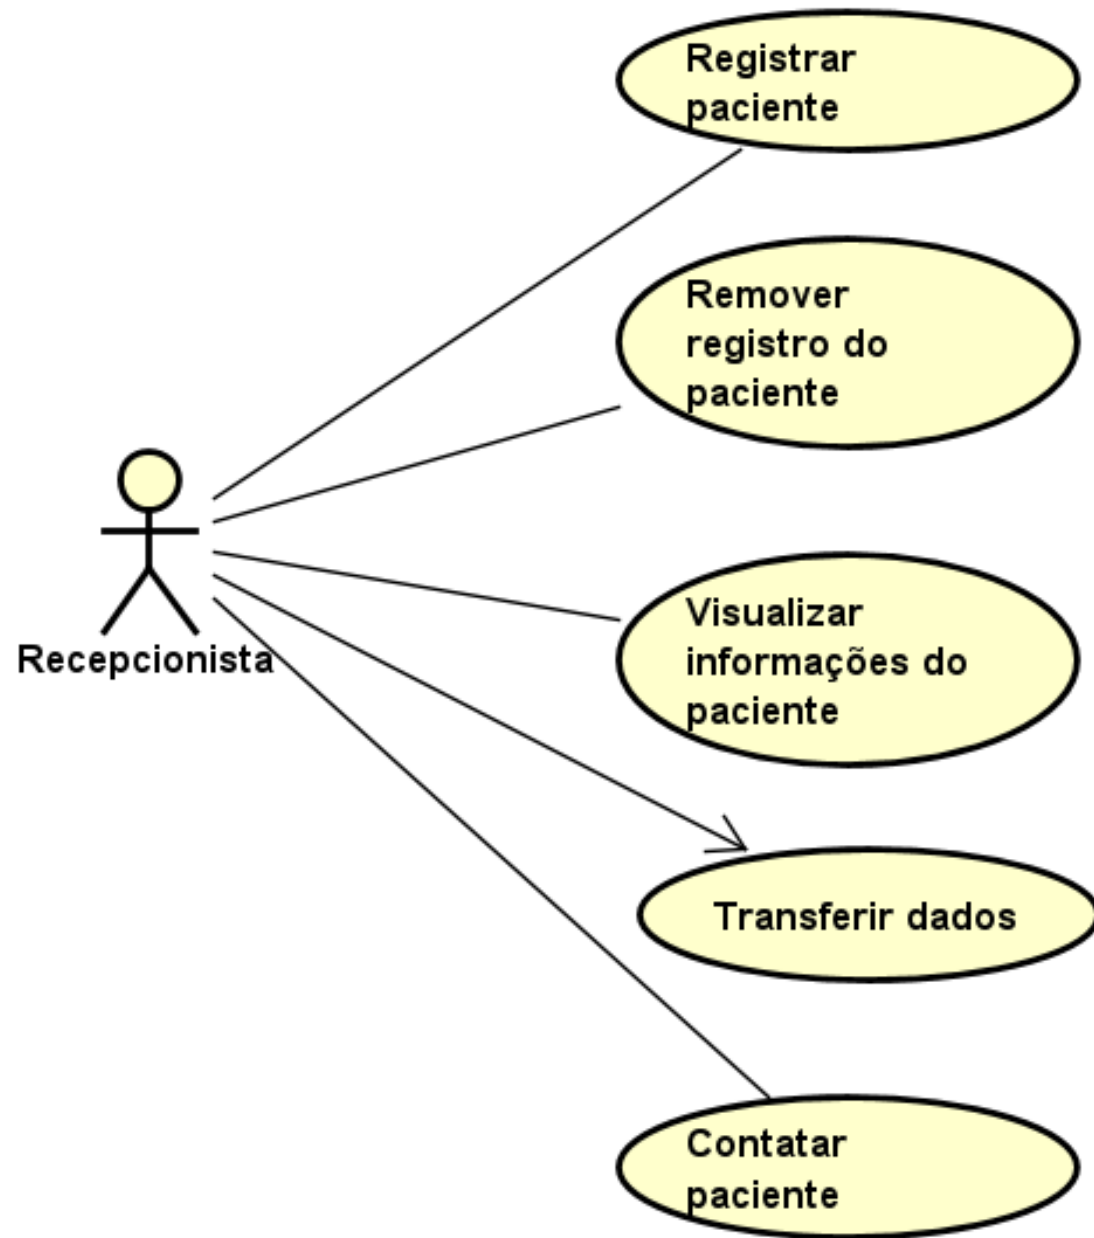 Registrar
paciente
Remover
registro do
paciente
Recepcionista
Visualizar
informações do
paciente
Transferir dados
Contatar
paciente